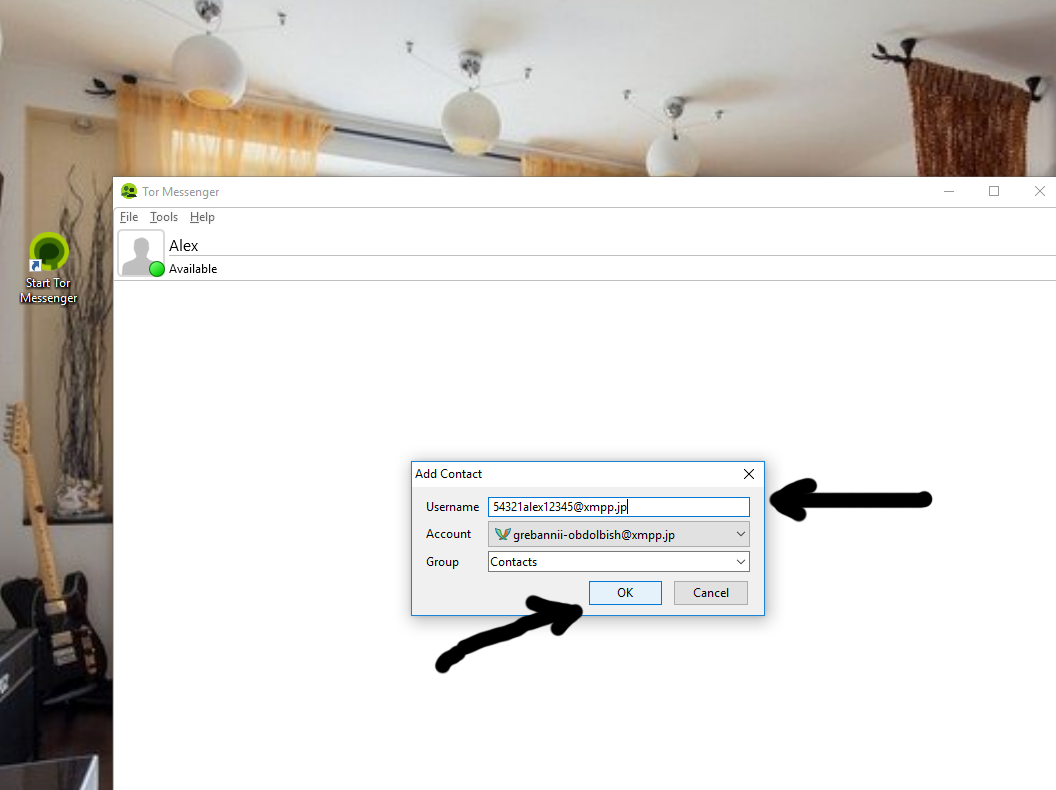 Tor Messenger
File Tools Help
Alex
Available
Start Tor
Messenger
Add Contact
Username 54321alex12345@xmpp.jp
Account grebannii-obdolbish@xmpp.jp
Group Contacts
OK Cancel